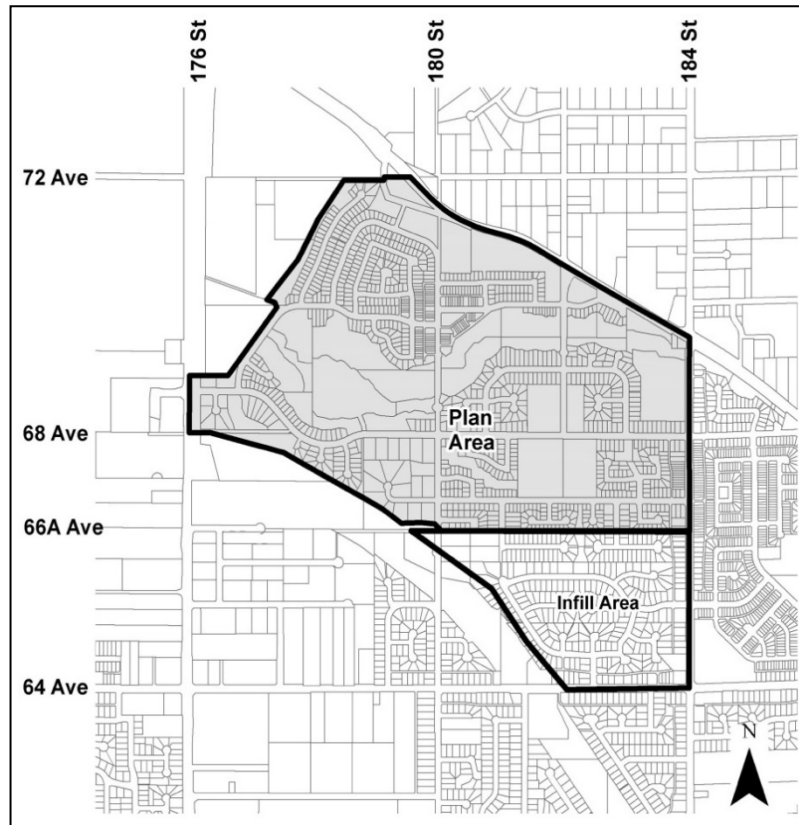 176 St
180 St
184 St
72 Ave
Plan
Area
68 Ave
66A Ave
Infill Area
64 Ave
N